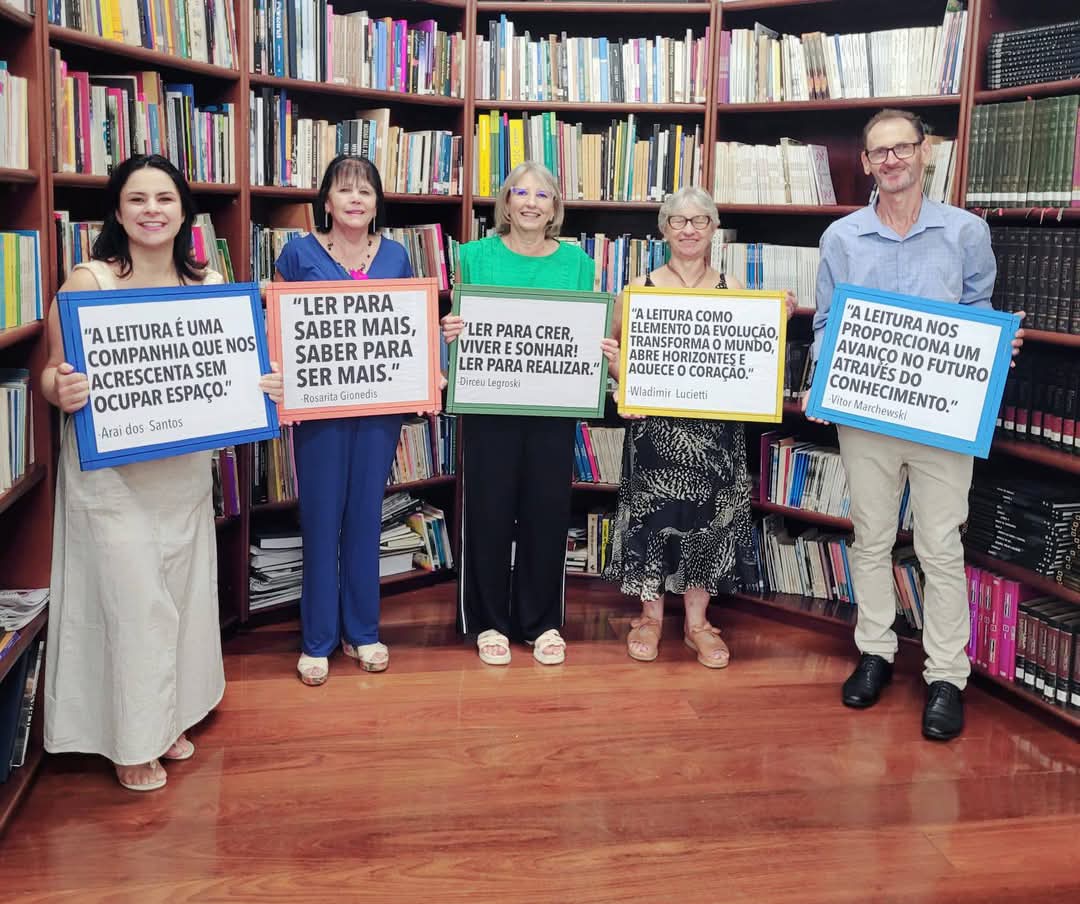 “A LEITURA É UMA
COMPANHIA QUE NOS
ACRESCENTA SEM
OCUPAR ESPAÇO.”
-Arai dos Santos
“LER PARA
SABER MAIS,
SABER PARA
SER MAIS.”
-Rosarita Gionedis
“LER PARA CRER,
VIVER E SONHAR!
LER PARA REALIZAR.”
-Dirceu Legroski
“A LEITURA COMO
ELEMENTO DA EVOLUÇÃO,
TRANSFORMA O MUNDO,
ABRE HORIZONTES E
AQUECE O CORAÇÃO.“
-Wladimir Lucietti
“A LEITURA NOS
PROPORCIONA UM
AVANÇO NO FUTURO
ATRAVÉS DO
CONHECIMENTO.”
-Vitor Marchewski